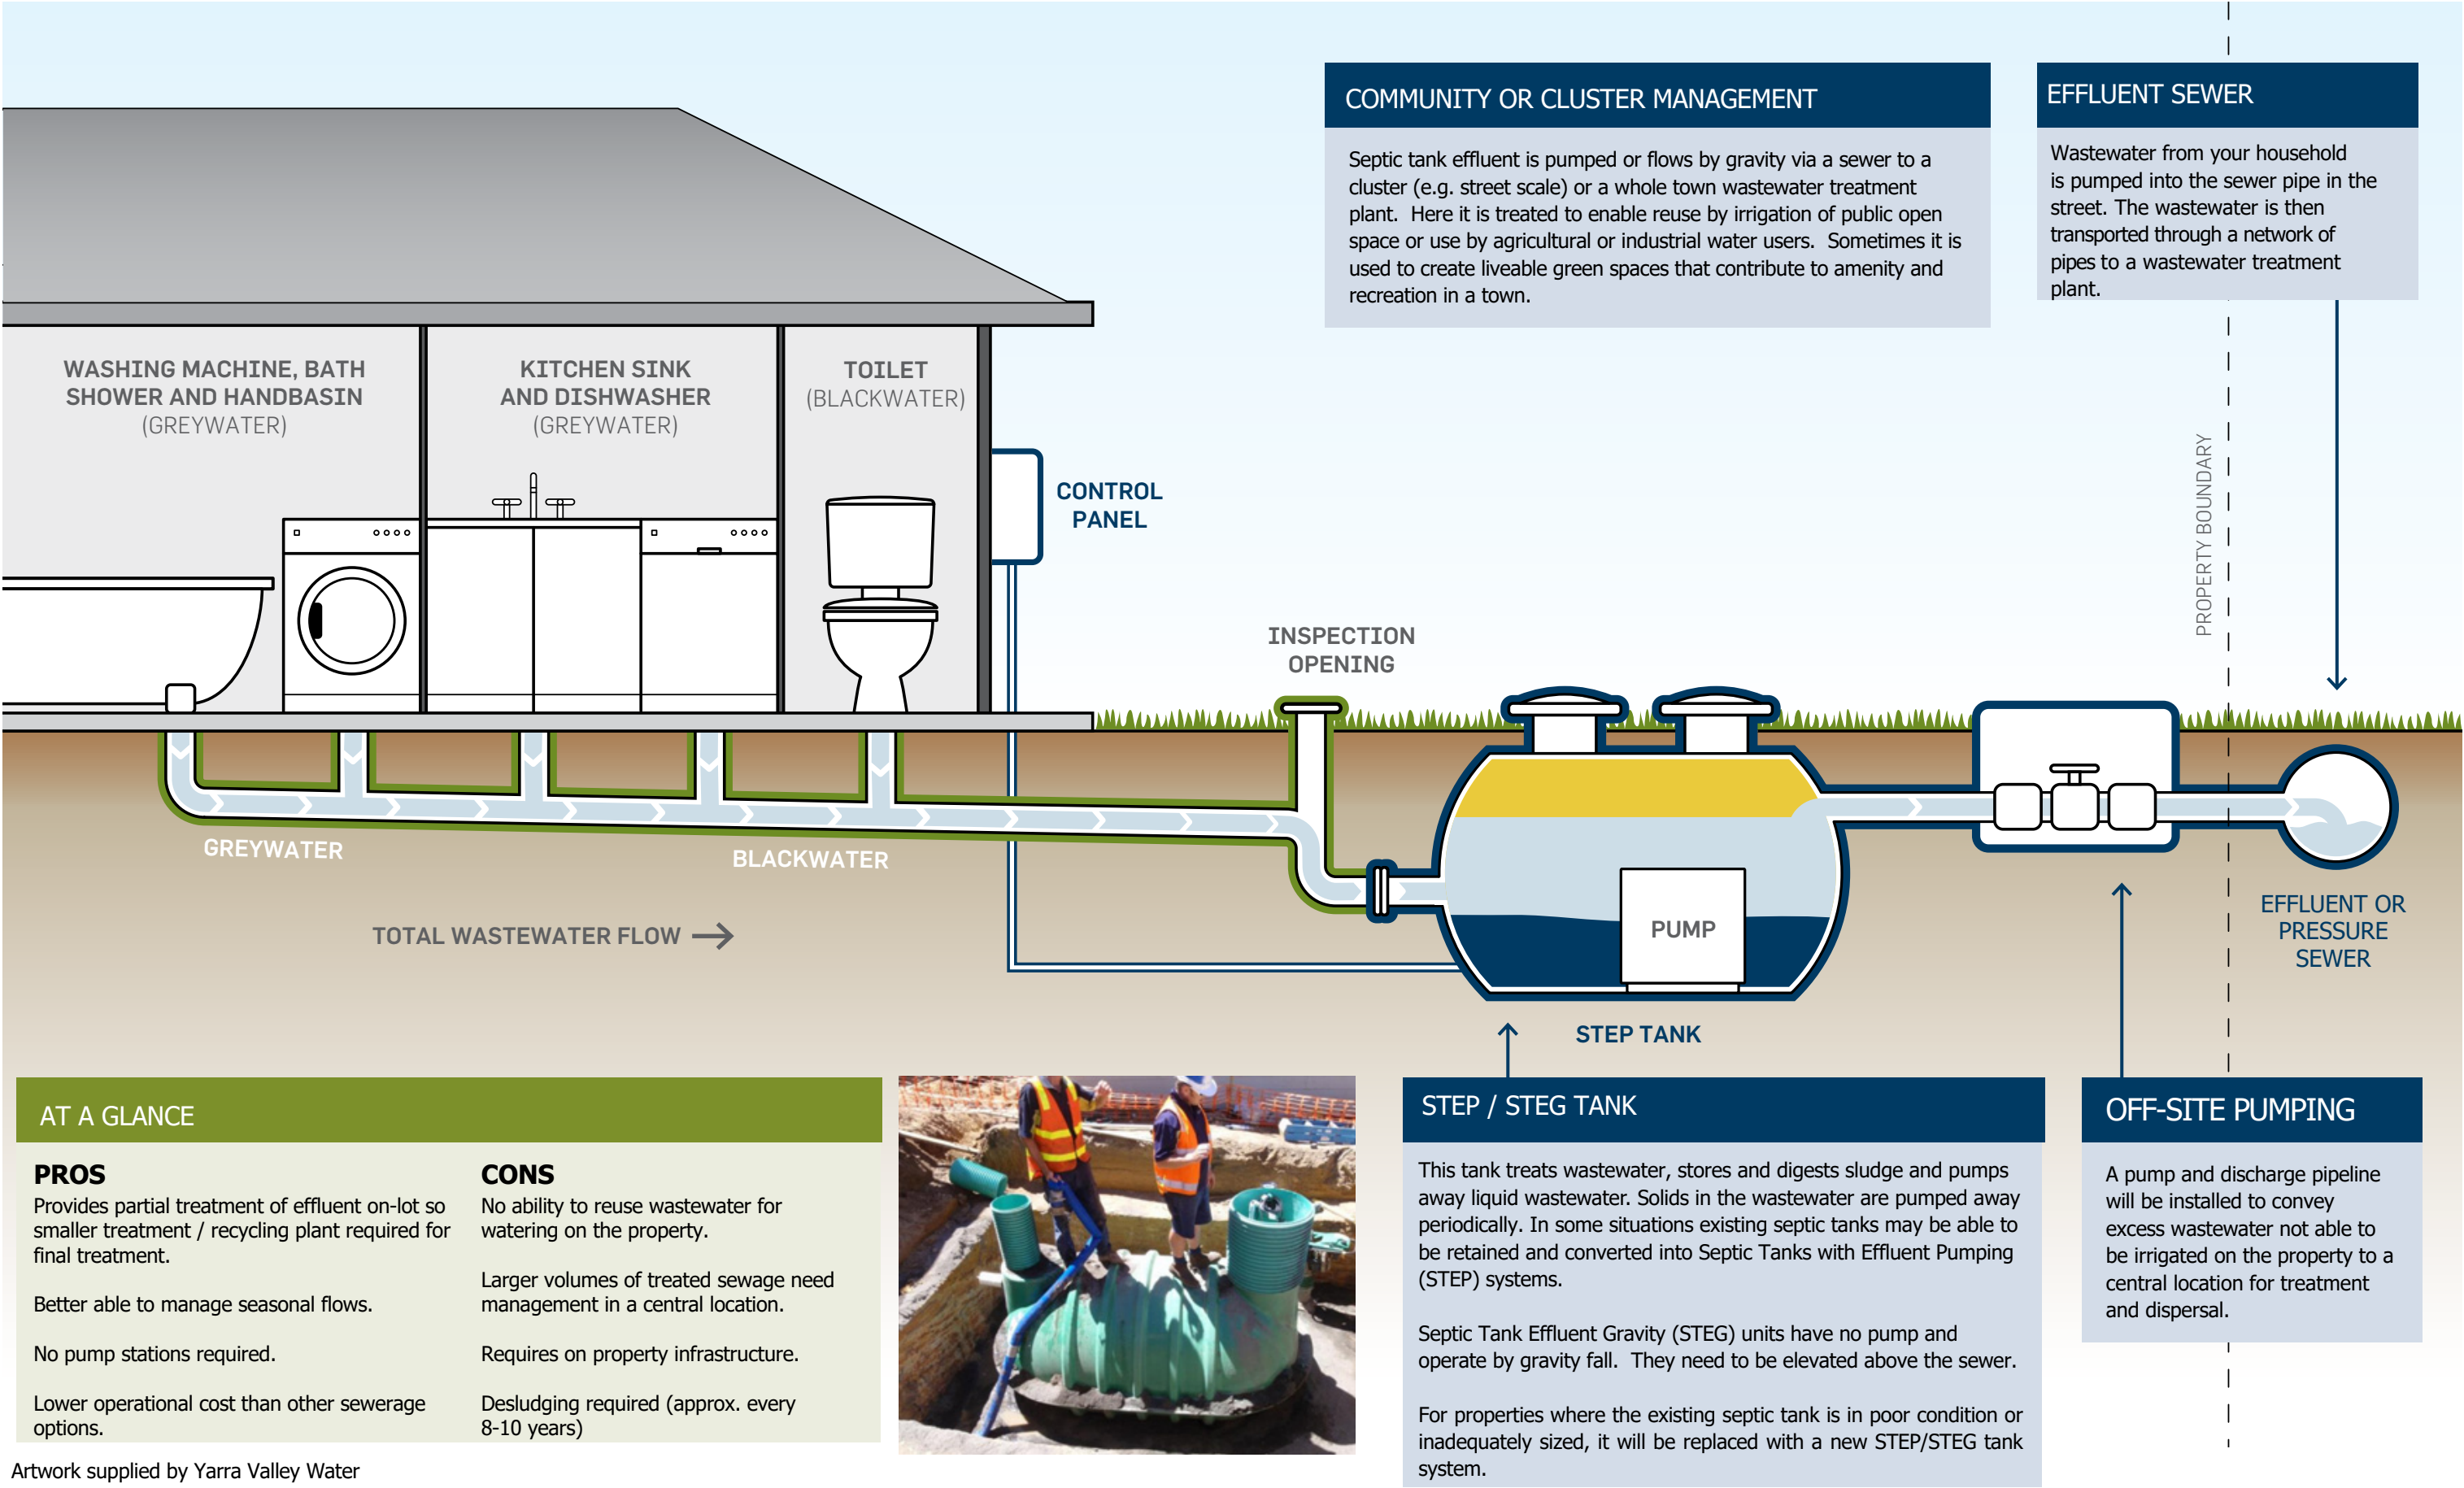 COMMUNITY OR CLUSTER MANAGEMENT
Septic tank effluent is pumped or flows by gravity via a sewer to a
cluster (e.g. street scale) or a whole town wastewater treatment
plant.  Here it is treated to enable reuse by irrigation of public open
space or use by agricultural or industrial water users.  Sometimes it is
used to create liveable green spaces that contribute to amenity and
recreation in a town.
EFFLUENT SEWER
Wastewater from your household
is pumped into the sewer pipe in the
street. The wastewater is then
transported through a network of
pipes to a wastewater treatment
plant.
WASHING MACHINE, BATH
SHOWER AND HANDBASIN
(GREYWATER)
KITCHEN SINK
AND DISHWASHER
(GREYWATER)
TOILET
(BLACKWATER)
CONTROL
PANEL
PROPERTY BOUNDARY
INSPECTION
OPENING
GREYWATER
BLACKWATER
TOTAL WASTEWATER FLOW
PUMP
STEP TANK
EFFLUENT OR
PRESSURE
SEWER
AT A GLANCE
PROS
Provides partial treatment of effluent on-lot so
smaller treatment / recycling plant required for
final treatment.
Better able to manage seasonal flows.
No pump stations required.
Lower operational cost than other sewerage
options.
CONS
No ability to reuse wastewater for
watering on the property.
Larger volumes of treated sewage need
management in a central location.
Requires on property infrastructure.
Desludging required (approx. every
8-10 years)
STEP / STEG TANK
This tank treats wastewater, stores and digests sludge and pumps
away liquid wastewater. Solids in the wastewater are pumped away
periodically. In some situations existing septic tanks may be able to
be retained and converted into Septic Tanks with Effluent Pumping
(STEP) systems.
Septic Tank Effluent Gravity (STEG) units have no pump and
operate by gravity fall.  They need to be elevated above the sewer.
For properties where the existing septic tank is in poor condition or
inadequately sized, it will be replaced with a new STEP/STEG tank
system.
OFF-SITE PUMPING
A pump and discharge pipeline
will be installed to convey
excess wastewater not able to
be irrigated on the property to a
central location for treatment
and dispersal.
Artwork supplied by Yarra Valley Water